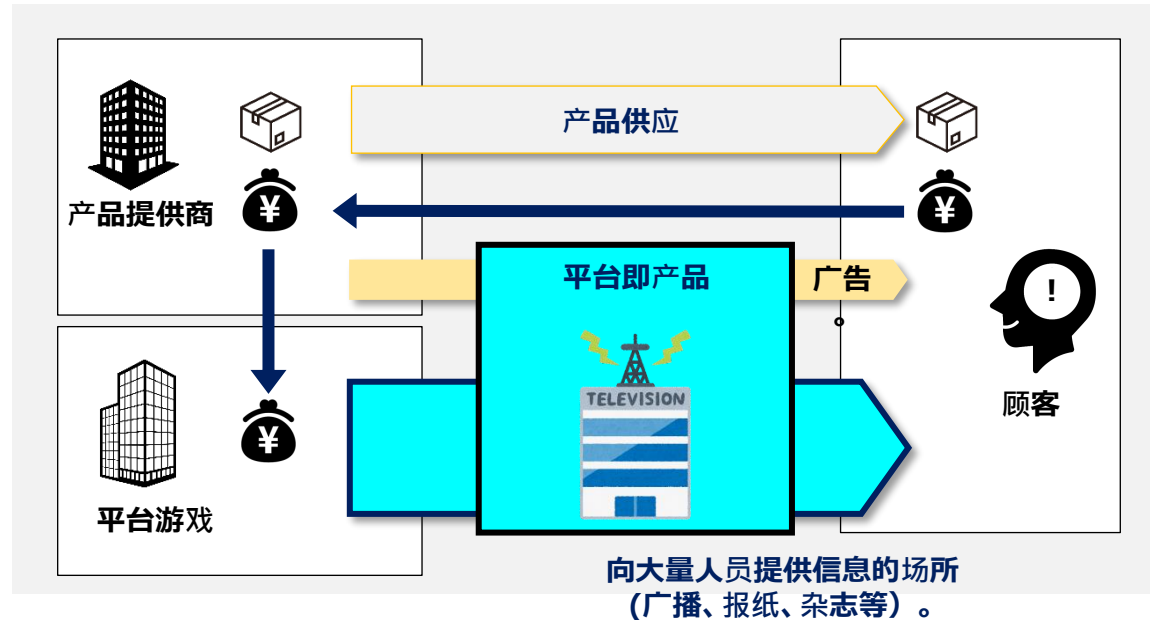 产品供应
产品提供商
¥
¥
平台即产品
广告
。
!
TELEVISION
顾客
¥
平台游戏
向大量人员提供信息的场所
(广播、报纸、杂志等）。